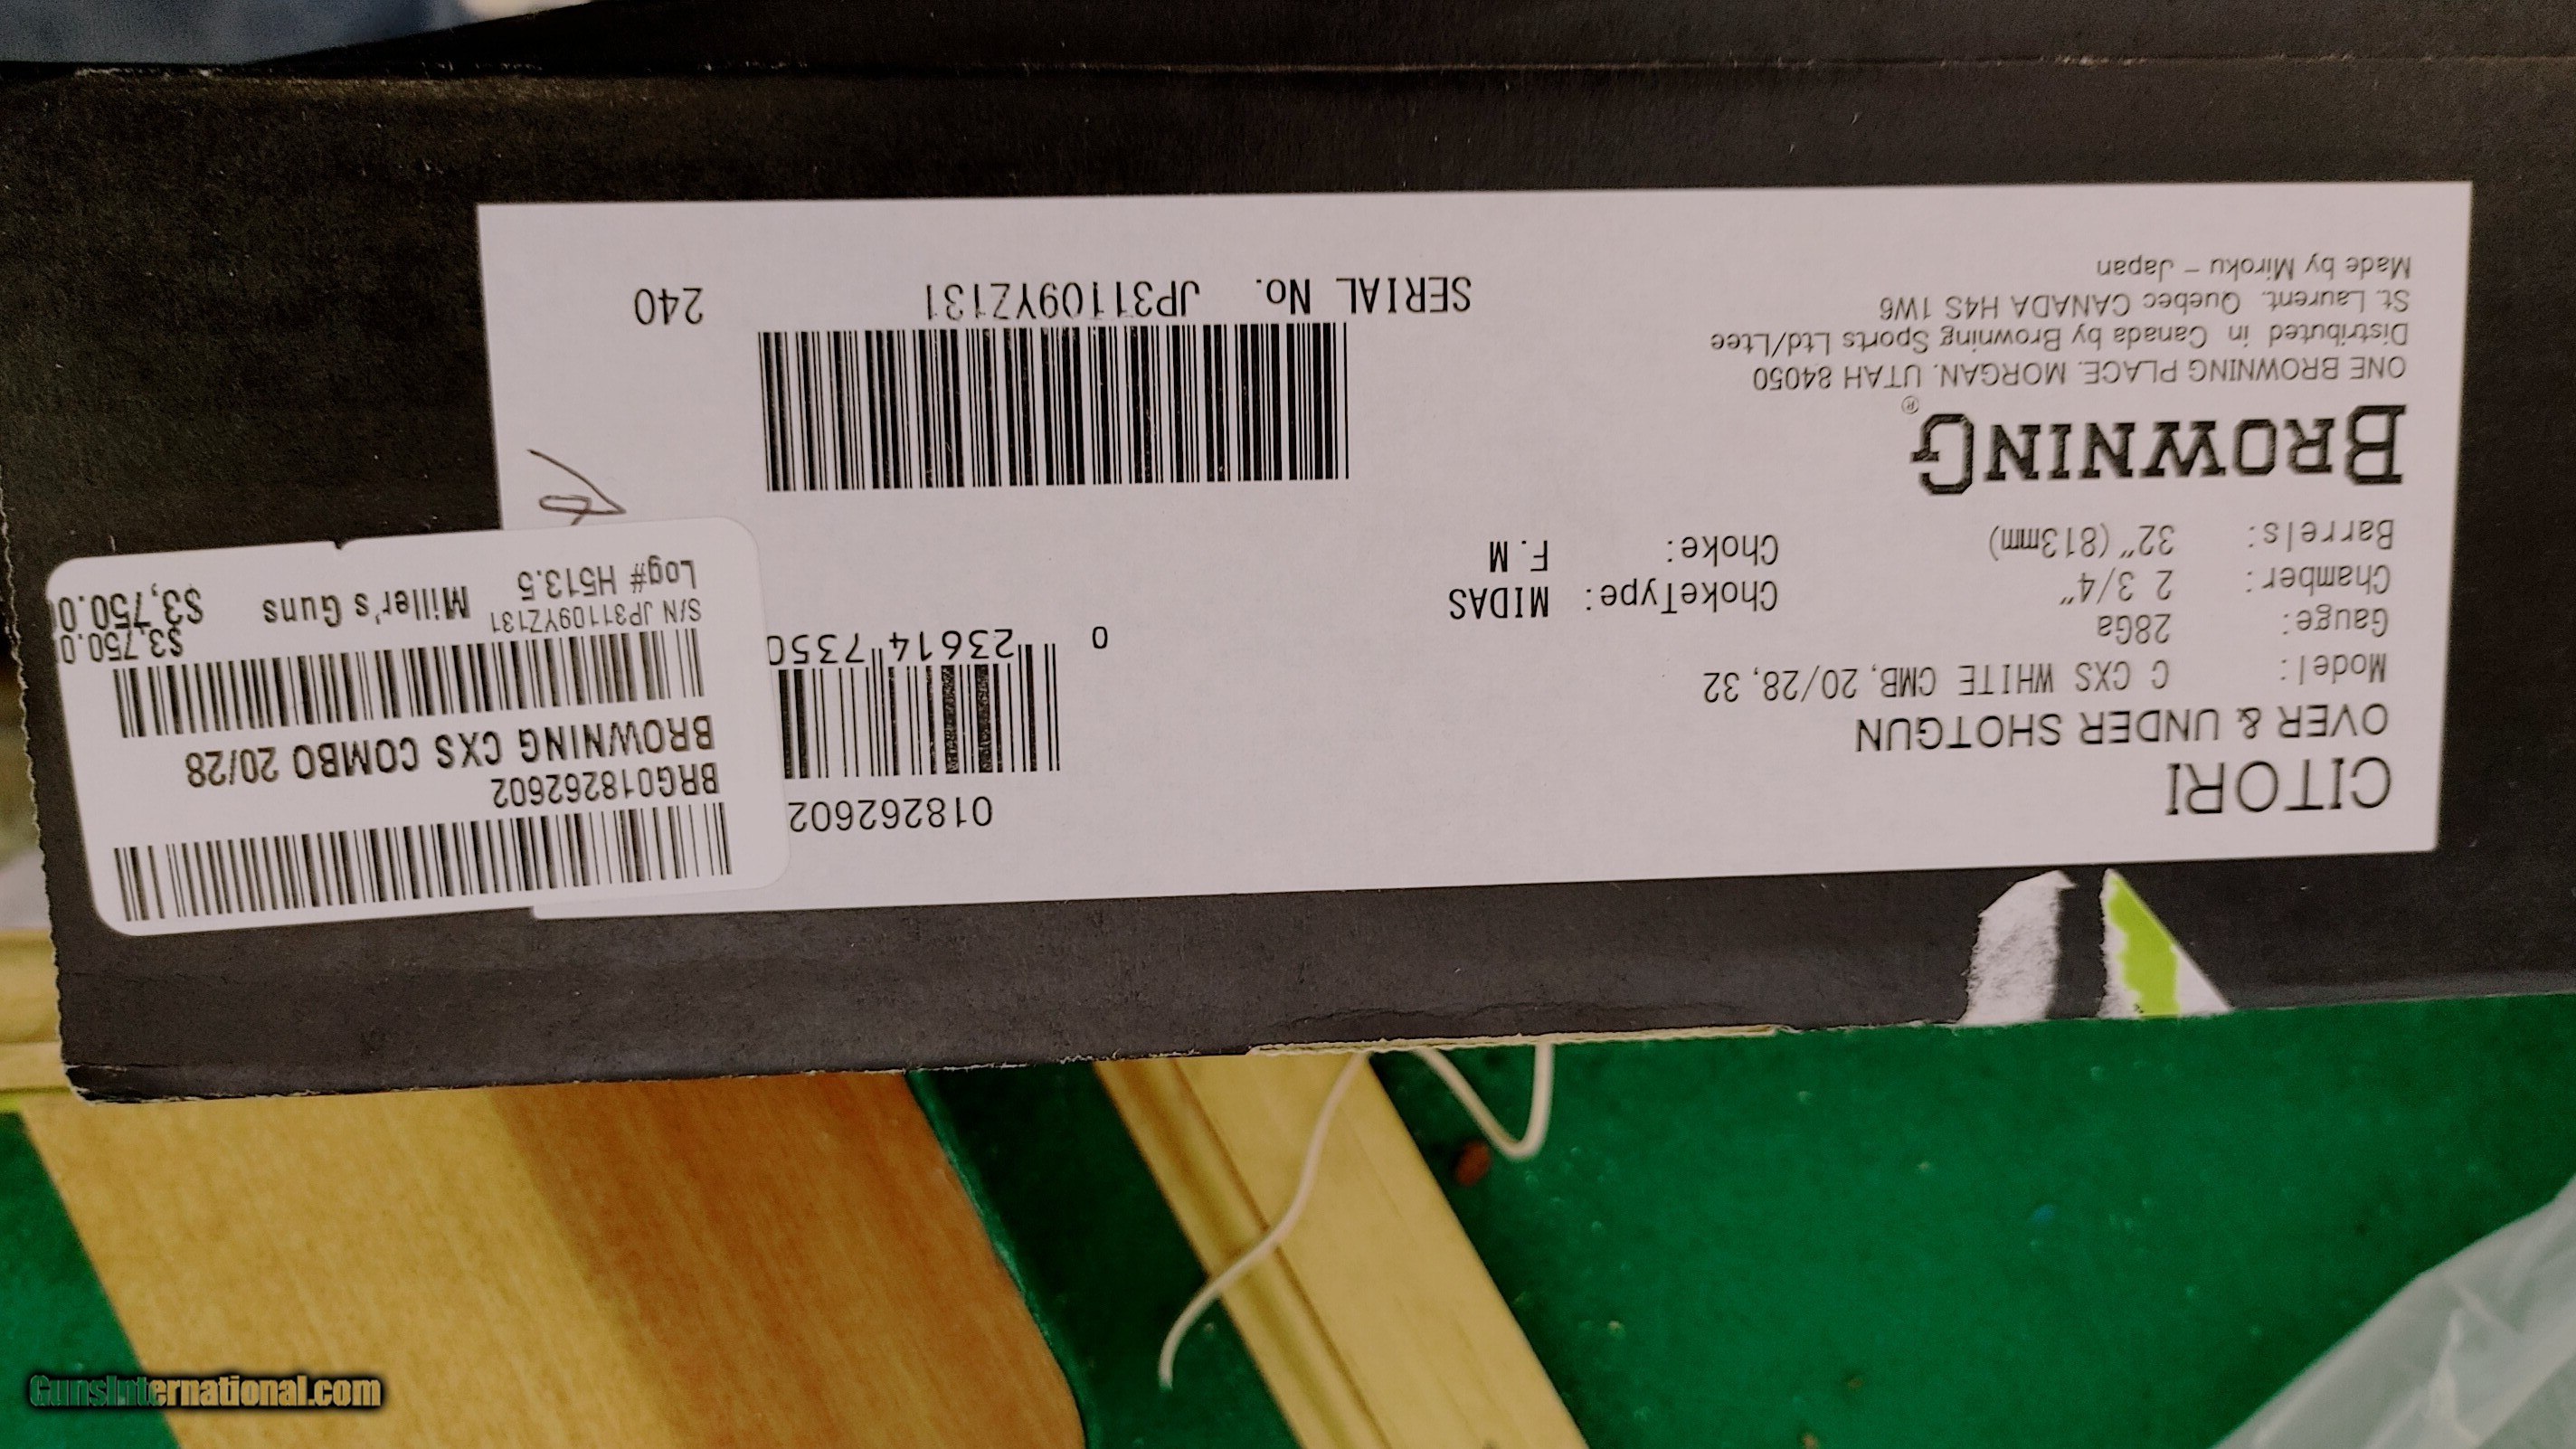 CITORI
OVER & UNDER SHOTGUN
Model: C CXS WHITE CMB,20/28,32
Gauge: 28Ga
Chamber: 2 3/4"
Barrels: 32"(813mm)
ChokeType: MIDAS
Choke: F.M
BROWNING®
ONE BROWNING PLACE. MORGAN. UTAH 84050
Distributed in Canada by Browning Sports Ltd/Ltee
St. Laurent. Quebec CANADA H4S 1W6
Made by Miroku - Japan
018262602
0 23614 7350
SERIAL No. JP31109YZ131
240
BRG018262602
BROWNING CXS COMBO 20/28
$3,750.0
S/N JP31109YZ131
Log# H513.5 Miller's Guns $3,750.0
GunsInternational.com